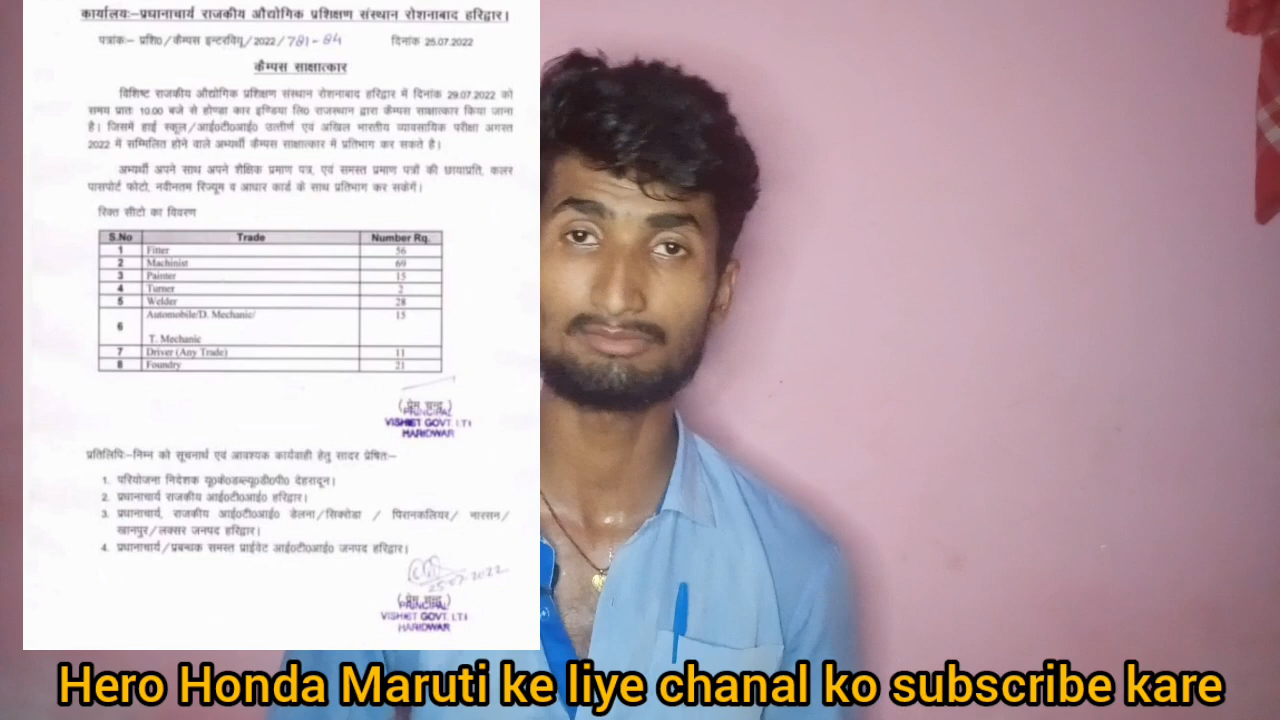 कार्यालयः–प्रधानाचार्य राजकीय औद्योगिक प्रशिक्षण संस्थान रोशनाबाद हरिद्वार।
पत्रांकः– प्रशि0/कैम्पस इन्टरव्यू/2022/781-84 दिनांक 25.07.2022
कैम्पस साक्षात्कार
विशिष्ट राजकीय औद्योगिक प्रशिक्षण संस्थान रोशनाबाद हरिद्वार में दिनांक 29.07.2022 को
समय प्रातः 10.00 बजे से होण्डा कार इण्डिया लि0 राजस्थान द्वारा कैम्पस साक्षात्कार किया जाना
है। जिसमें हाई स्कूल/आई0टी0आई0 उत्तीर्ण एवं अखिल भारतीय व्यावसायिक परीक्षा अगस्त
2022 में सम्मिलित होने वाले अभ्यर्थी कैम्पस साक्षात्कार में प्रतिभाग कर सकते है।
अभ्यर्थी अपने साथ अपने शैक्षिक प्रमाण पत्र, एवं समस्त प्रमाण पत्रों की छायाप्रति, कलर
पासपोर्ट फोटो, नवीनतम रिज्यूम व आधार कार्ड के साथ प्रतिभाग कर सकेगें।
रिक्त सीटो का विवरण
S.No Trade Number Rq.
1 Fitter 56
2 Machinist 69
3 Painter 15
4 Turner 2
5 Welder 28
6 Automobile/D. Mechanic/ 15
T. Mechanic
7 Driver (Any Trade) 11
8 Foundry 21
(प्रेम चन्द)
PRINCIPAL
VISHIST GOVT. I.T.I
HARIDWAR
प्रतिलिपिः–निम्न को सूचनार्थ एवं आवश्यक कार्यवाही हेतु सादर प्रेषितः–
1. परियोजना निदेशक यू0के0डब्ल्यू0डी0पी0 देहरादून।
2. प्रधानाचार्य राजकीय आई0टी0आई0 हरिद्वार।
3. प्रधानाचार्य, राजकीय आई0टी0आई0 डेलना/सिक्रोडा / पिरानकलियर/ नारसन/
खानपुर/लक्सर जनपद हरिद्वार।
4. प्रधानाचार्य/प्रबन्धक समस्त प्राईवेट आई0टी0आई0 जनपद हरिद्वार।
25.07.2022
(प्रेम चन्द)
PRINCIPAL
VISHIST GOVT. I.T.I
HARIDWAR
Hero Honda Maruti ke liye chanal ko subscribe kare